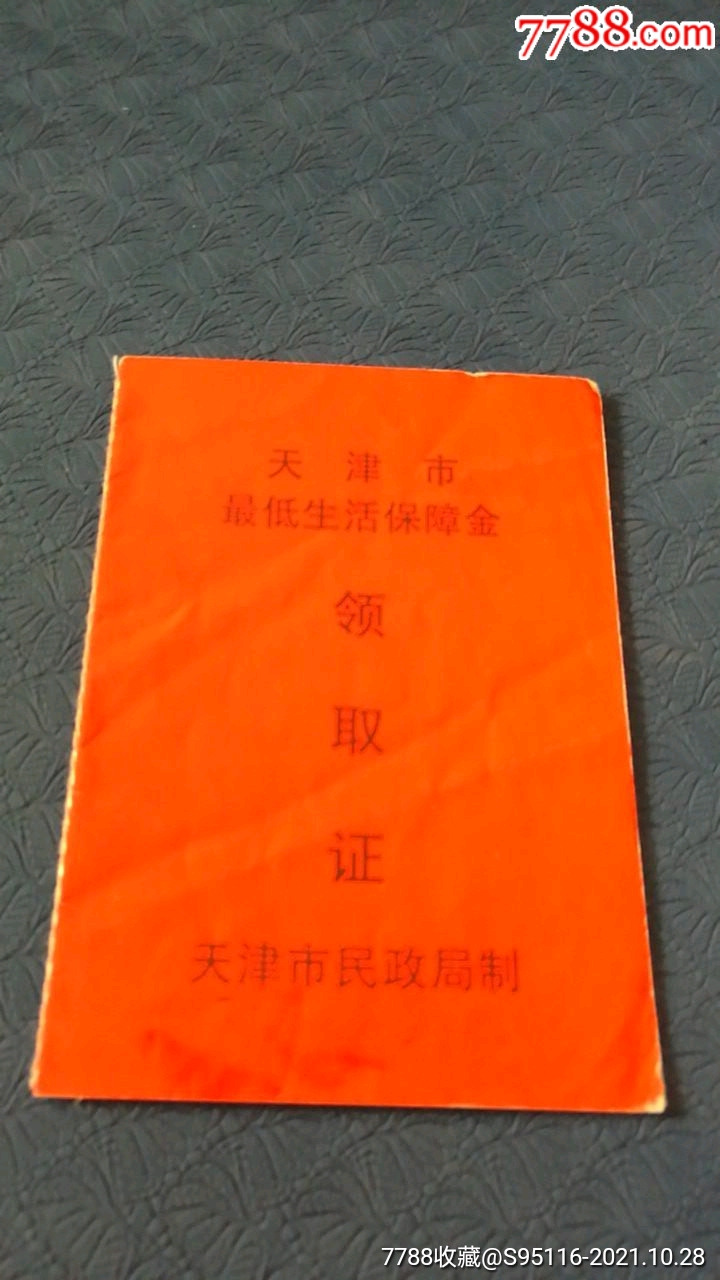 7788.com
天津市
最低生活保障金
领
取
证
天津市民政局制
7788收藏@S95116-2021.10.28